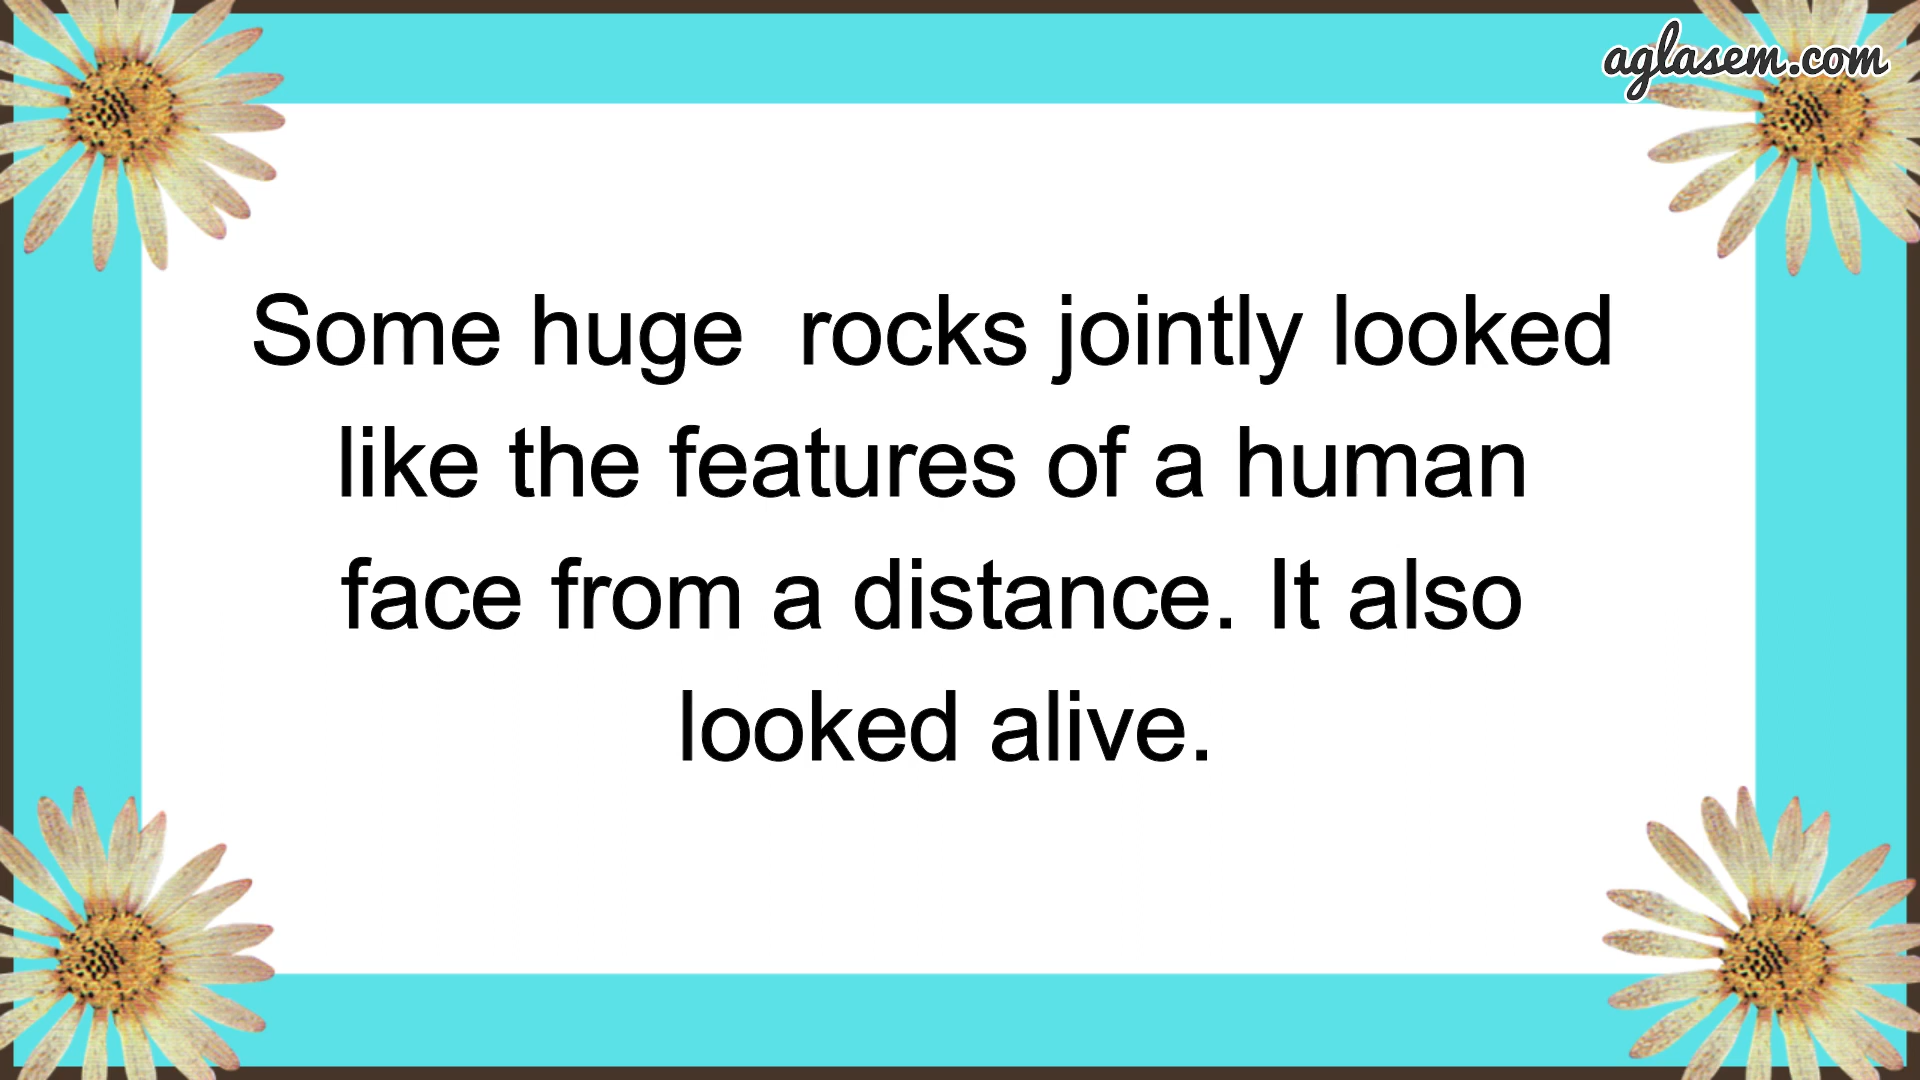 aglasem.com
Some huge  rocks jointly looked
like the features of a human
face from a distance. It also
looked alive.